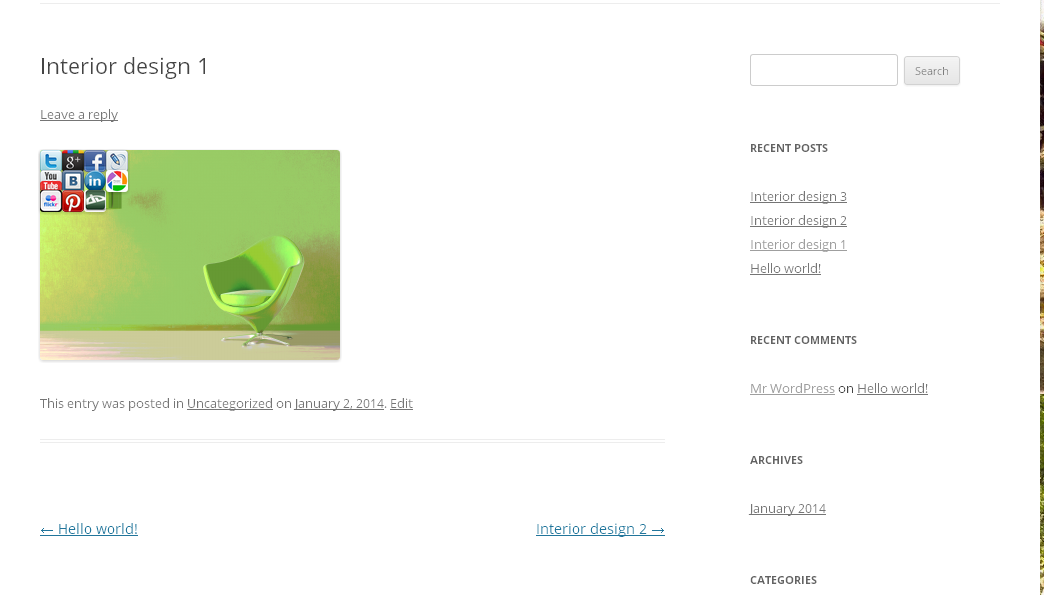 Interior design 1
Leave a reply
g+
You
Tube
B
in
flickr
This entry was posted in Uncategorized on January 2, 2014. Edit
← Hello world!
Interior design 2 →
Search
RECENT POSTS
Interior design 3
Interior design 2
Interior design 1
Hello world!
RECENT COMMENTS
Mr WordPress on Hello world!
ARCHIVES
January 2014
CATEGORIES